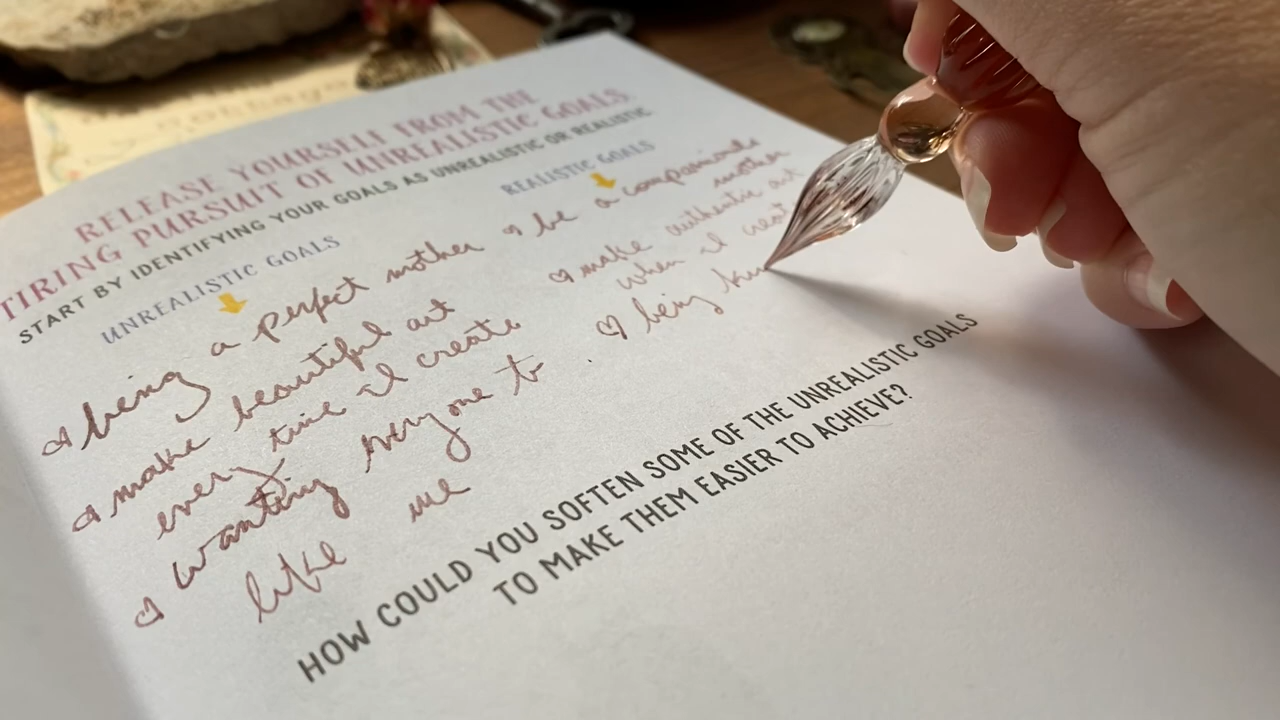 RELEASE YOURSELF FROM THE
TIRING PURSUIT OF UNREALISTIC GOALS.
START BY IDENTIFYING YOUR GOALS AS UNREALISTIC OR REALISTIC
UNREALISTIC GOALS
being a perfect mother
make beautiful art
every time I create
wanting everyone to
like me
REALISTIC GOALS
be a compassionate
mother
make authentic art
when I create
being
HOW COULD YOU SOFTEN SOME OF THE UNREALISTIC GOALS
TO MAKE THEM EASIER TO ACHIEVE?